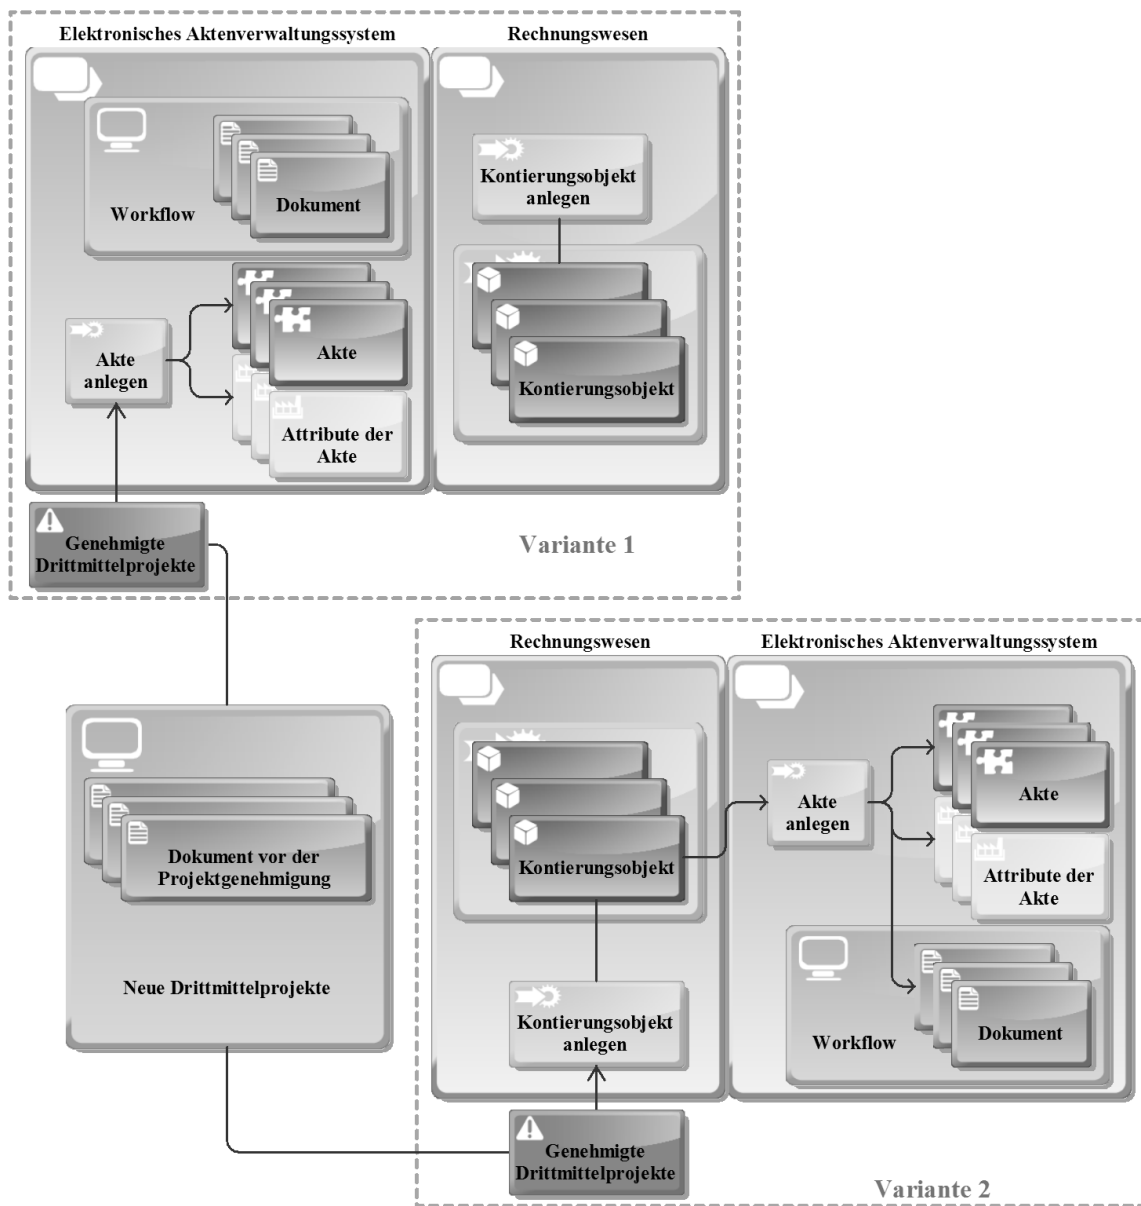 Elektronisches Aktenverwaltungssystem
Rechnungswesen
Workflow
Dokument
Kontierungsobjekt
anlegen
Akte
anlegen
Akte
Kontierungsobjekt
Attribute der
Akte
Genehmigte
Drittmittelprojekte
Variante 1
Rechnungswesen
Elektronisches Aktenverwaltungssystem
Dokument vor der
Projektgenehmigung
Neue Drittmittelprojekte
Kontierungsobjekt
Akte
anlegen
Akte
Attribute der
Akte
Kontierungsobjekt
anlegen
Workflow
Dokument
Genehmigte
Drittmittelprojekte
Variante 2